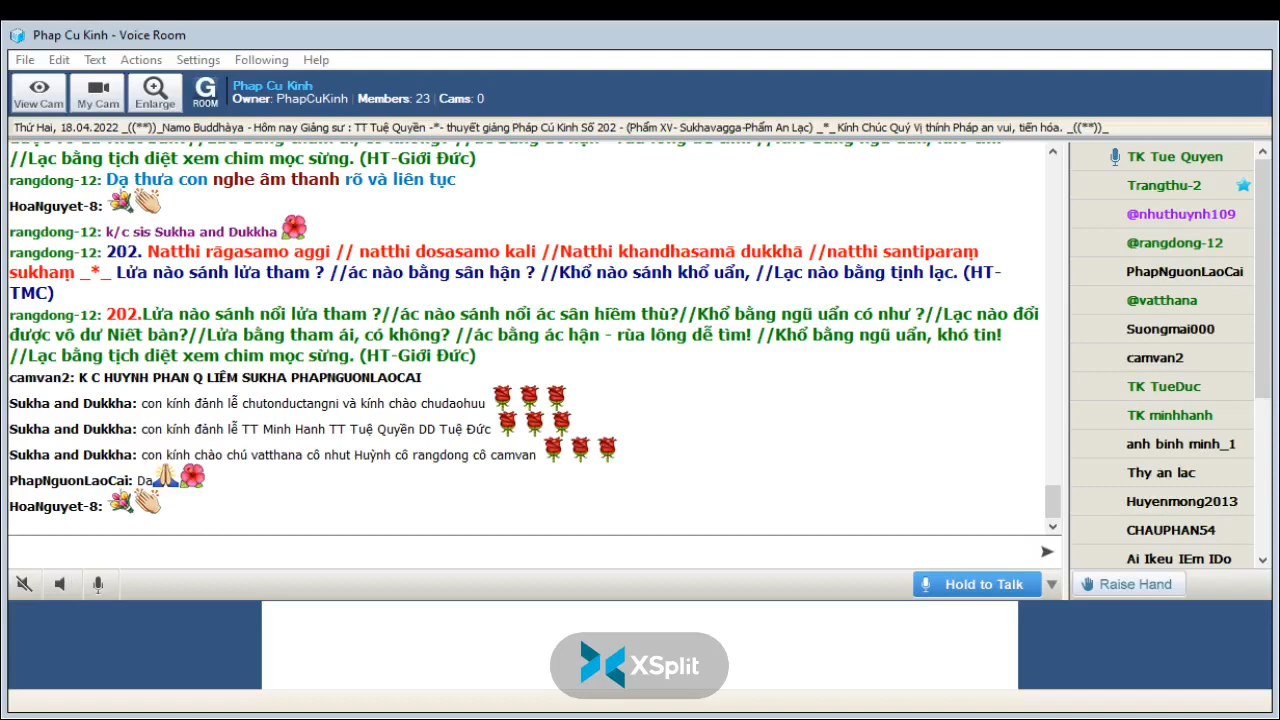 Phap Cu Kinh - Voice Room
File Edit Text Actions Settings Following Help
View Cam My Cam Enlarge G ROOM
Phap Cu Kinh
Owner: PhapCuKinh | Members: 23 | Cams: 0
Thứ Hai, 18.04.2022 _((**))_Namo Buddhàya - Hôm nay Giảng sư : TT Tuệ Quyền -*- thuyết giảng Pháp Cú Kinh Số 202 - (Phẩm XV- Sukhavagga-Phẩm An Lạc) _*_ Kính Chúc Quý Vị thính Pháp an vui, tiến hóa. _((**))_
//Lạc bằng tịch diệt xem chim mọc sừng. (HT-Giới Đức)
rangdong-12: Dạ thưa con nghe âm thanh rõ và liên tục
HoaNguyet-8:
rangdong-12: k/c sis Sukha and Dukkha
rangdong-12: 202. Natthi rāgasamo aggi // natthi dosasamo kali //Natthi khandhasamā dukkhā //natthi santiparaṃ
sukhaṃ _*_ Lửa nào sánh lửa tham ? //ác nào bằng sân hận ? //Khổ nào sánh khổ uẩn, //Lạc nào bằng tịnh lạc. (HT-
TMC)
rangdong-12: 202.Lửa nào sánh nổi lửa tham ?//ác nào sánh nổi ác sân hiềm thù?//Khổ bằng ngũ uẩn có như ?//Lạc nào đổi
được vô dư Niết bàn?//Lửa bằng tham ái, có không? //ác bằng ác hận - rùa lông dễ tìm! //Khổ bằng ngũ uẩn, khó tin!
//Lạc bằng tịch diệt xem chim mọc sừng. (HT-Giới Đức)
camvan2: K C HUYNH PHAN Q LIÊM SUKHA PHAPNGUONLAOCAI
Sukha and Dukkha: con kính đảnh lễ chutonductangni và kính chào chudaohuu
Sukha and Dukkha: con kính đảnh lễ TT Minh Hanh TT Tuệ Quyền DD Tuệ Đức
Sukha and Dukkha: con kính chào chú vatthana cô nhut Huỳnh cô rangdong cô camvan
PhapNguonLaoCai: Da
HoaNguyet-8:
Hold to Talk
TK Tue Quyen
Trangthu-2
@nhuthuynh109
@rangdong-12
PhapNguonLaoCai
@vatthana
Suongmai000
camvan2
TK TueDuc
TK minhhanh
anh binh minh_1
Thy an lac
Huyenmong2013
CHAUPHAN54
Ai Ikeu IEm IDo
Raise Hand
XSplit